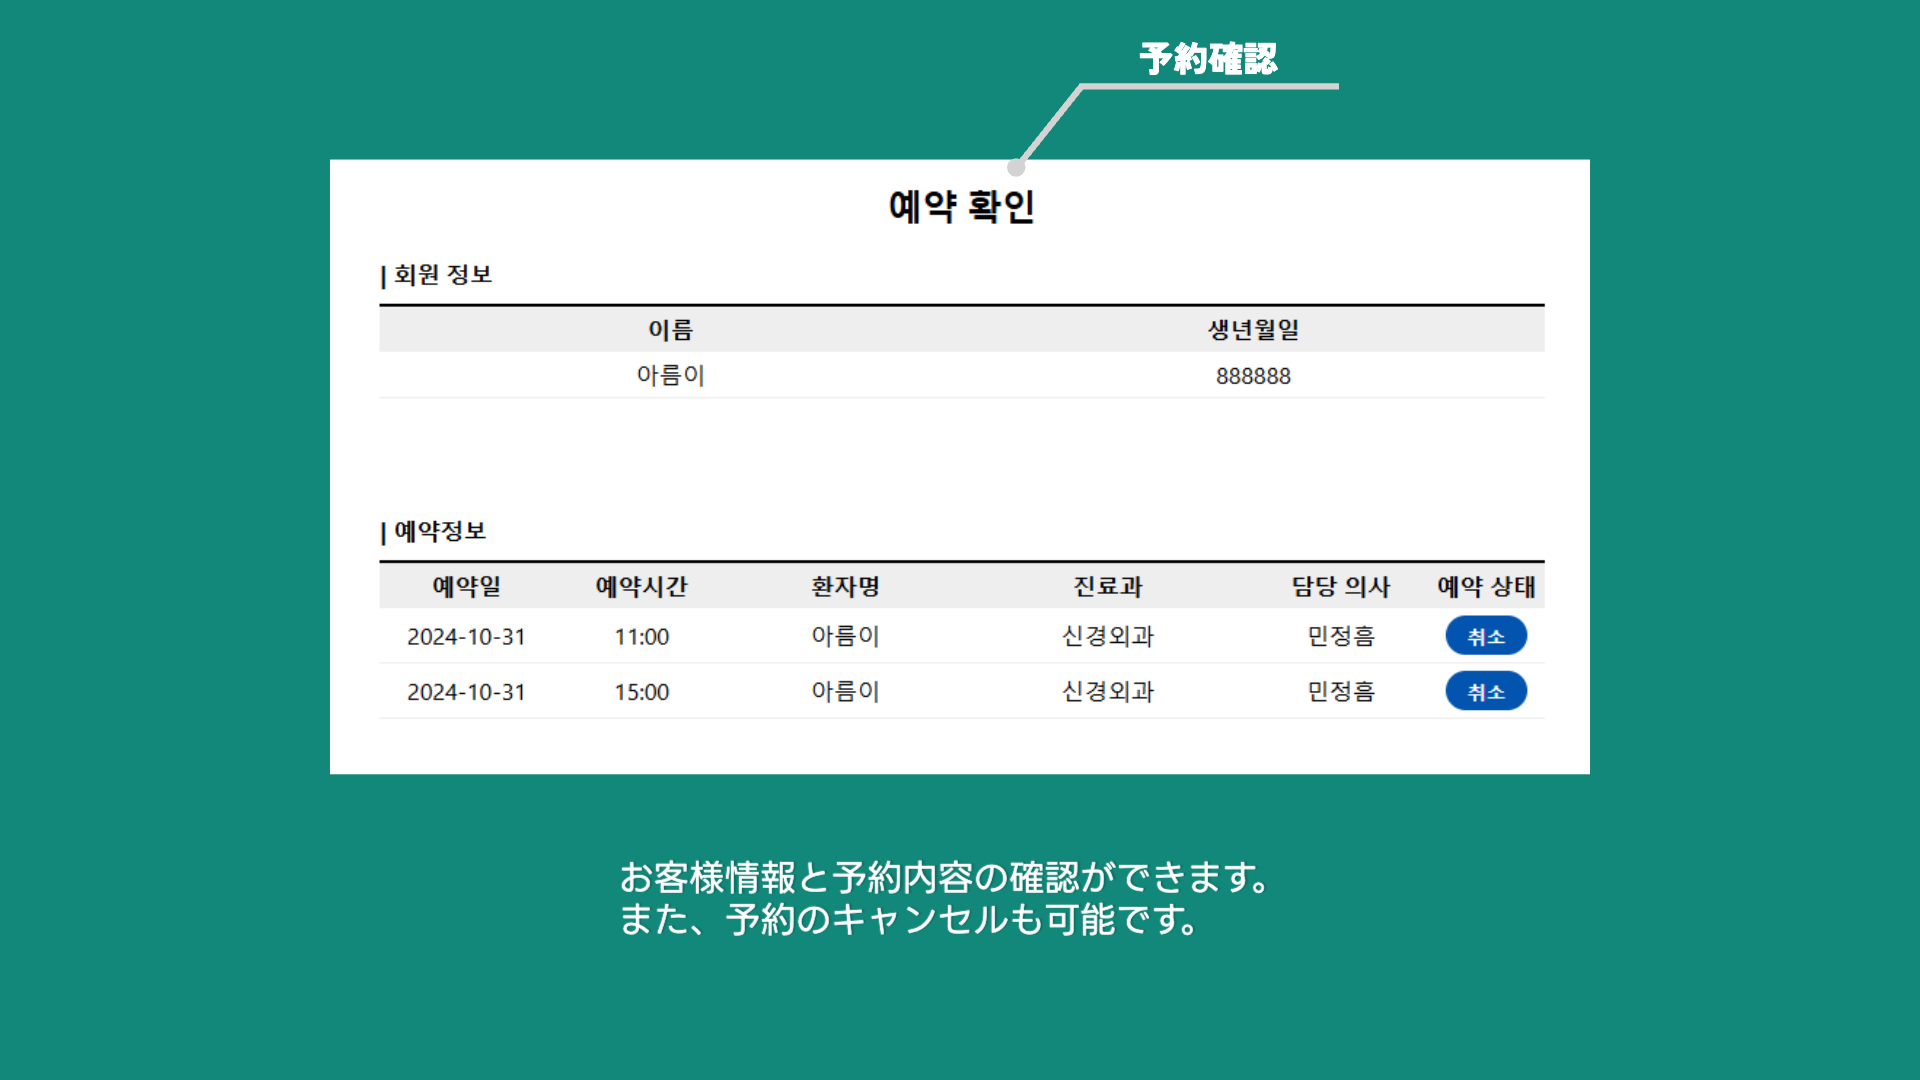 予約確認
예약 확인
| 회원 정보
이름 생년월일
아름이 888888
| 예약정보
예약일 예약시간 환자명 진료과 담당 의사 예약 상태
2024-10-31 11:00 아름이 신경외과 민정흠 취소
2024-10-31 15:00 아름이 신경외과 민정흠 취소
お客様情報と予約内容の確認ができます。
また、予約のキャンセルも可能です。